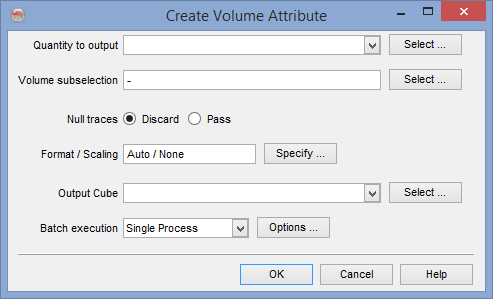 Create Volume Attribute
Quantity to output Select ...
Volume subselection - Select ...
Null traces Discard Pass
Format / Scaling Auto / None Specify ...
Output Cube Select ...
Batch execution Single Process Options ...
OK Cancel Help